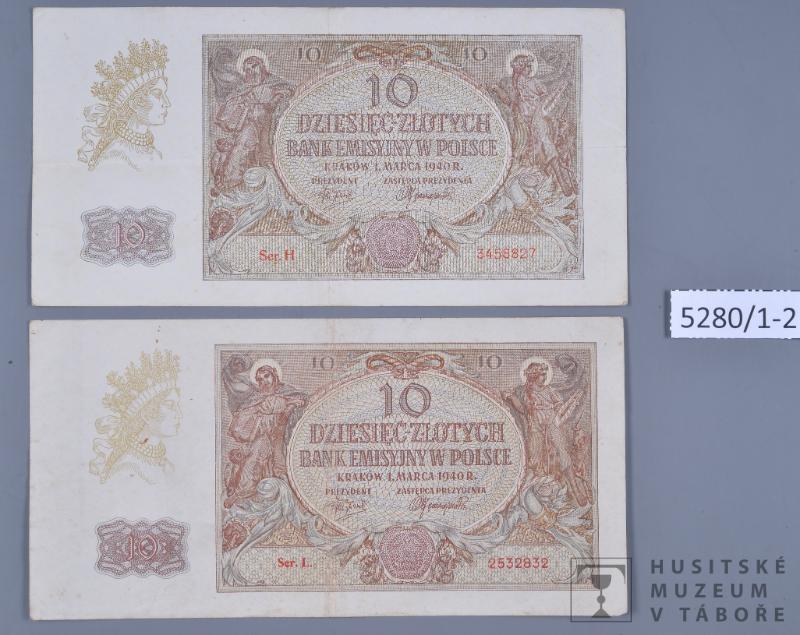 10 10
10
DZIESIĘĆ·ZŁOTYCH
BANK EMISYJNY W POLSCE
KRAKÓW 1. MARCA 1940 R.
PREZYDENT ZASTĘPCA PREZYDENTA
10
Ser. H 3458827
5280/1-2
10 10
10
DZIESIĘĆ·ZŁOTYCH
BANK EMISYJNY W POLSCE
KRAKÓW 1. MARCA 1940 R.
PREZYDENT ZASTĘPCA PREZYDENTA
10
Ser. L. 2532832
HUSITSKÉ
MUZEUM
V TÁBOŘE